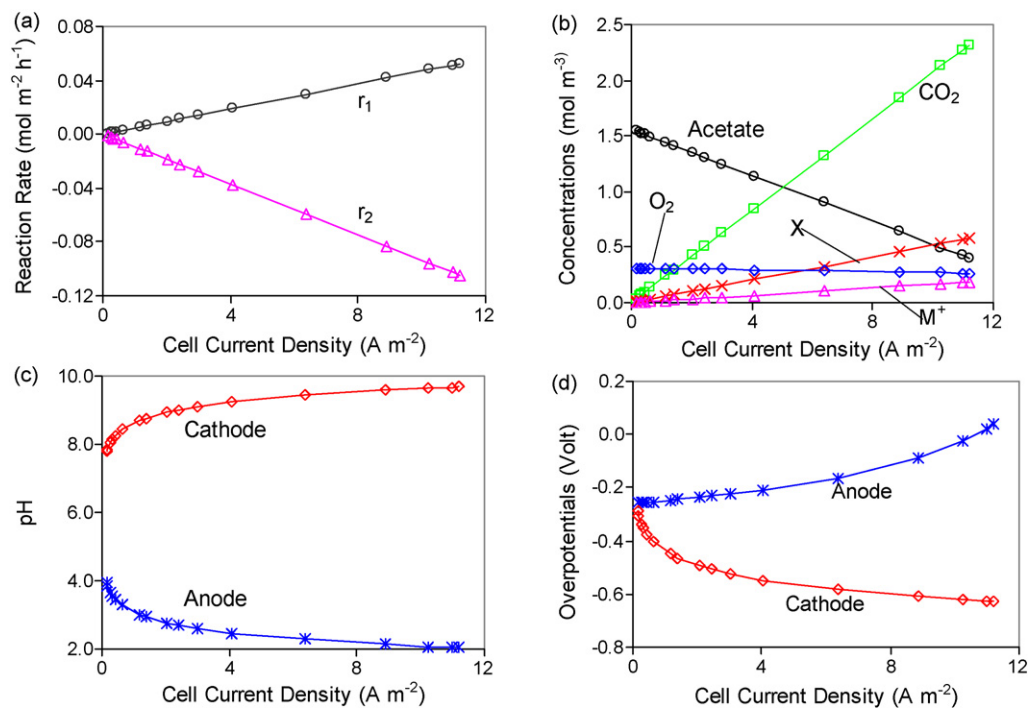 (a)
0.08
0.04
0.00
-0.04
-0.08
-0.12
Reaction Rate (mol m⁻² h⁻¹)
r₁
r₂
0
4
8
12
Cell Current Density (A m⁻²)
(b)
2.5
2.0
1.5
1.0
0.5
0.0
Concentrations (mol m⁻³)
CO₂
Acetate
O₂
X
M⁺
0
4
8
12
Cell Current Density (A m⁻²)
(c)
10.0
8.0
6.0
4.0
2.0
pH
Cathode
Anode
0
4
8
12
Cell Current Density (A m⁻²)
(d)
0.2
0.0
-0.2
-0.4
-0.6
-0.8
Overpotentials (Volt)
Anode
Cathode
0
4
8
12
Cell Current Density (A m⁻²)